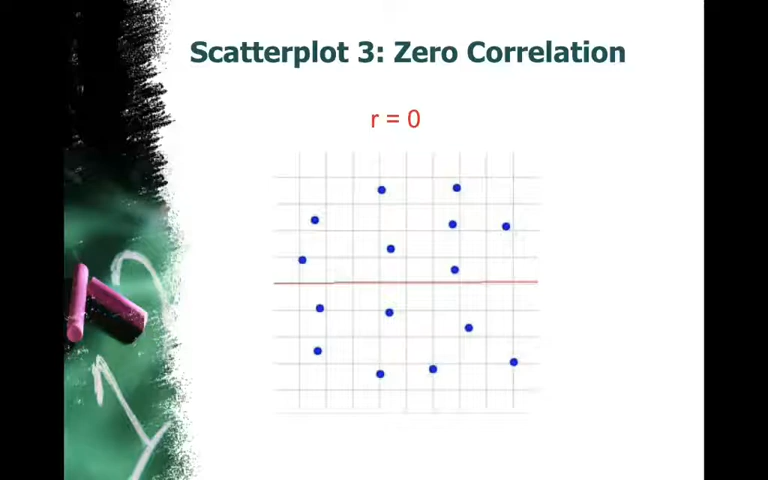 Scatterplot 3: Zero Correlation
r = 0